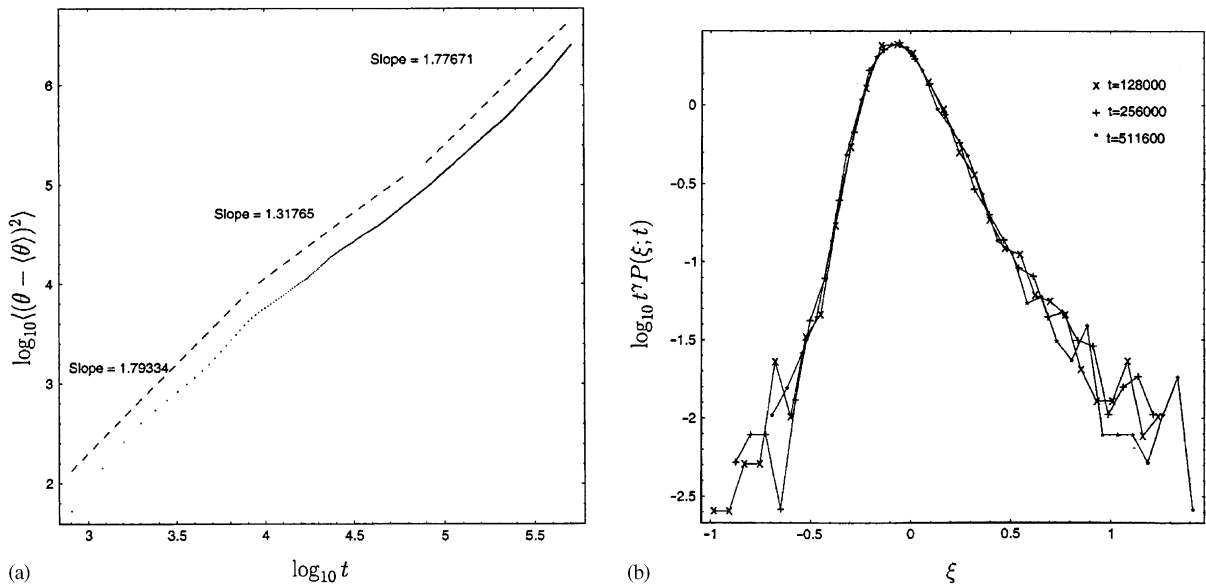 Slope = 1.77671
Slope = 1.31765
Slope = 1.79334
6
5
4
3
2
3 3.5 4 4.5 5 5.5
log₁₀⟨(θ − ⟨θ⟩)²⟩
log₁₀ t
(a)
x t=128000
+ t=256000
• t=511600
0
-0.5
-1
-1.5
-2
-2.5
-1 -0.5 0 0.5 1
log₁₀ t^γ P(ξ; t)
ξ
(b)